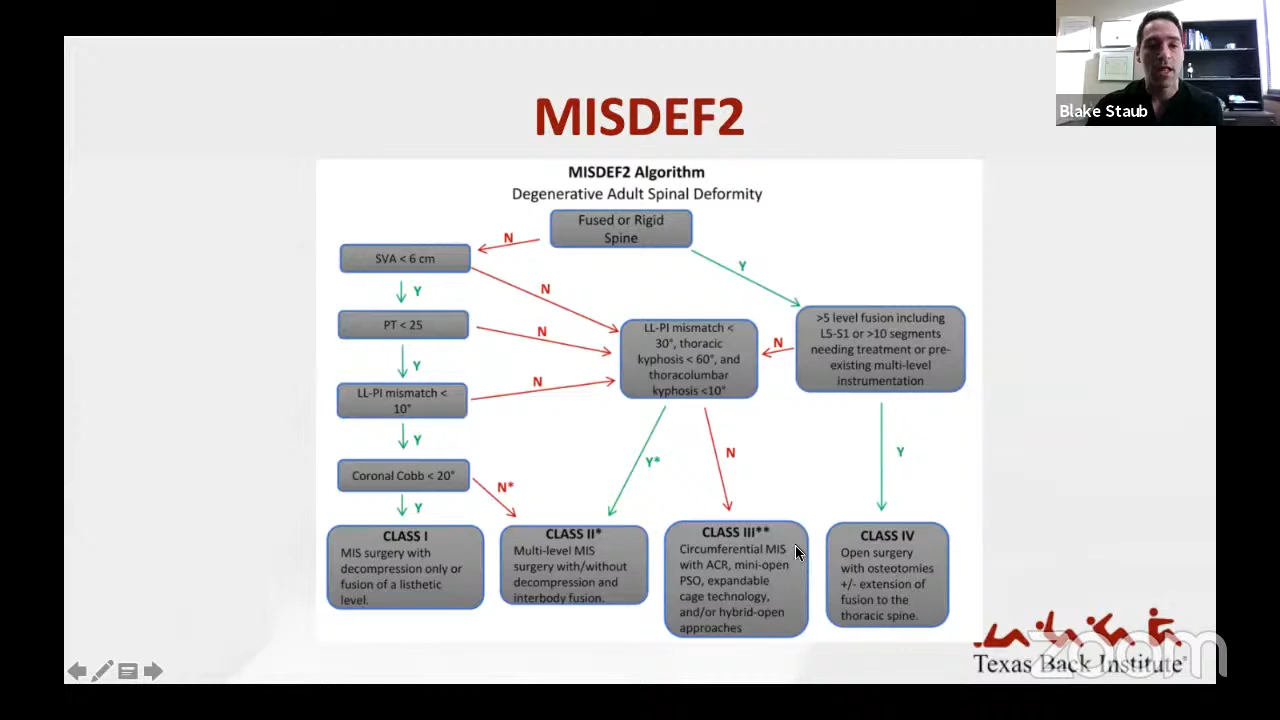 Blake Staub
MISDEF2
MISDEF2 Algorithm
Degenerative Adult Spinal Deformity
Fused or Rigid
Spine
N
Y
SVA < 6 cm
Y
N
PT < 25
Y
N
LL-PI mismatch <
10°
Y
N
Coronal Cobb < 20°
Y
N*
LL-PI mismatch <
30°, thoracic
kyphosis < 60°, and
thoracolumbar
kyphosis <10°
Y*
N
>5 level fusion including
L5-S1 or >10 segments
needing treatment or pre-
existing multi-level
instrumentation
N
Y
CLASS I
MIS surgery with
decompression only or
fusion of a listhetic
level.
CLASS II*
Multi-level MIS
surgery with/without
decompression and
interbody fusion.
CLASS III**
Circumferential MIS
with ACR, mini-open
PSO, expandable
cage technology,
and/or hybrid-open
approaches
CLASS IV
Open surgery
with osteotomies
+/- extension of
fusion to the
thoracic spine.
zoom
Texas Back Institute®